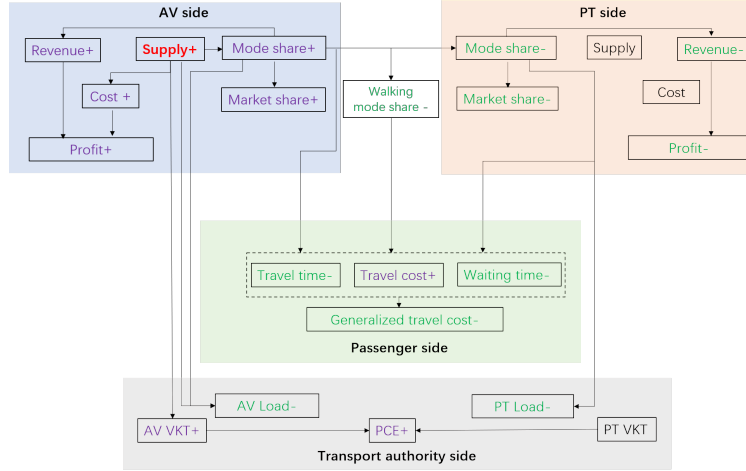 AV side
PT side
Revenue+
Supply+
Mode share+
Mode share-
Supply
Revenue-
Cost +
Market share+
Walking
mode share -
Market share-
Cost
Profit+
Profit-
Travel time-
Travel cost+
Waiting time-
Generalized travel cost-
Passenger side
AV Load-
PT Load-
AV VKT+
PCE+
PT VKT
Transport authority side